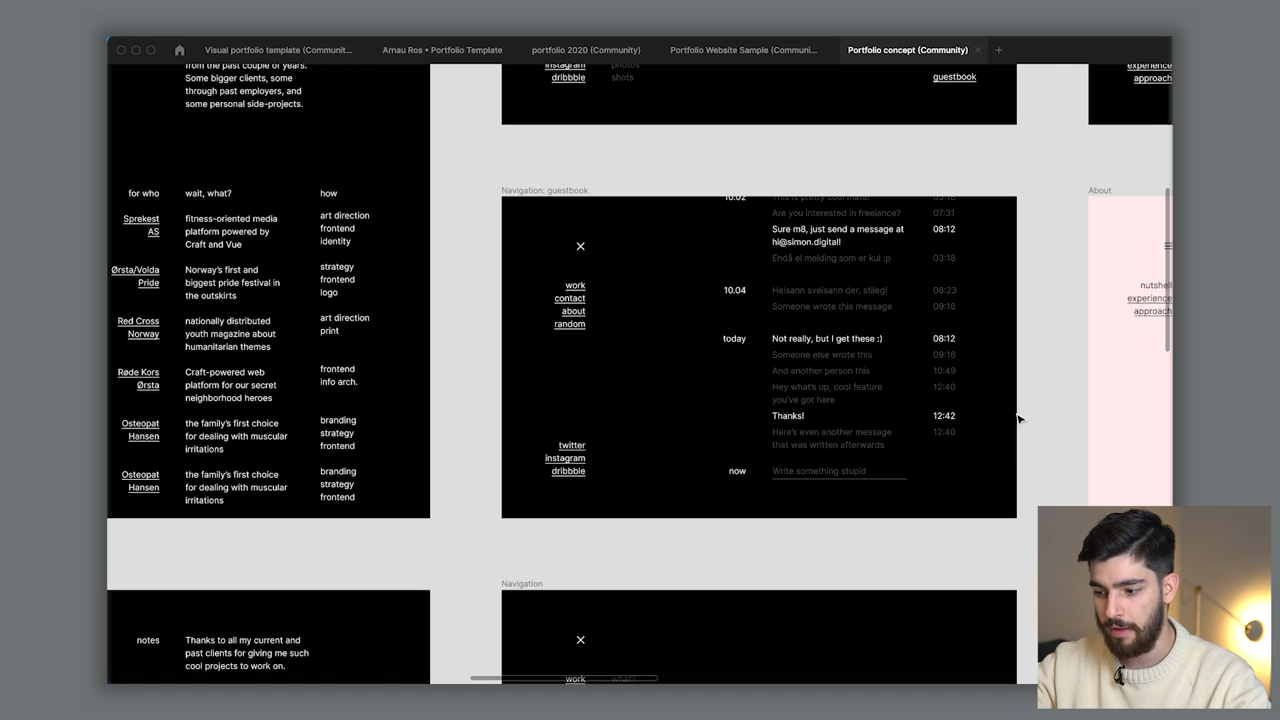 Visual portfolio template (Communit...
Arnau Ros • Portfolio Template
portfolio 2020 (Community)
Portfolio Website Sample (Communi...
Portfolio concept (Community)
from the past couple of years.
Some bigger clients, some
through past employers, and
some personal side-projects.
for who
wait, what?
how
Sprekest
AS
fitness-oriented media
platform powered by
Craft and Vue
art direction
frontend
identity
Ørsta/Volda
Pride
Norway's first and
biggest pride festival in
the outskirts
strategy
frontend
logo
Red Cross
Norway
nationally distributed
youth magazine about
humanitarian themes
art direction
print
Røde Kors
Ørsta
Craft-powered web
platform for our secret
neighborhood heroes
frontend
info arch.
Osteopat
Hansen
the family's first choice
for dealing with muscular
irritations
branding
strategy
frontend
Osteopat
Hansen
the family's first choice
for dealing with muscular
irritations
branding
strategy
frontend
notes
Thanks to all my current and
past clients for giving me such
cool projects to work on.
instagram
photos
dribbble
shots
guestbook
Navigation: guestbook
work
contact
about
random
twitter
instagram
dribbble
10.02
This is pretty cool mate!
03:18
Are you interested in freelance?
07:31
Sure m8, just send a message at
hi@simon.digital!
08:12
Endå ei melding som er kul :p
03:18
10.04
Heisann sveisann der, stileg!
08:23
Someone wrote this message
09:16
today
Not really, but I get these :)
08:12
Someone else wrote this
09:16
And another person this
10:49
Hey what's up, cool feature
you've got here
12:40
Thanks!
12:42
Here's even another message
that was written afterwards
12:40
now
Write something stupid
Navigation
work
what?
experience
approach
About
nutshell
experience
approach